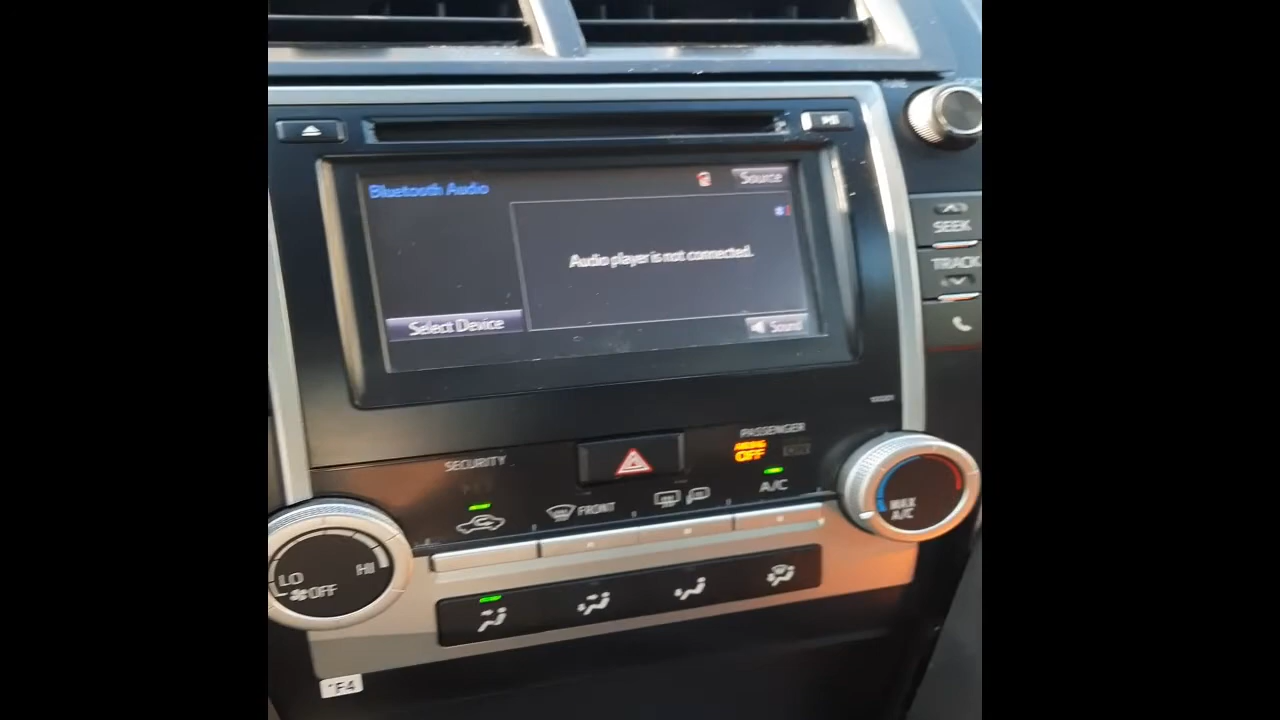 TUNE
Bluetooth Audio
Source
SEEK
Audio player is not connected.
TRACK
Select Device
Sound
PASSENGER
OFF
SECURITY
A/C
FRONT
MAX
A/C
LO
HI
OFF